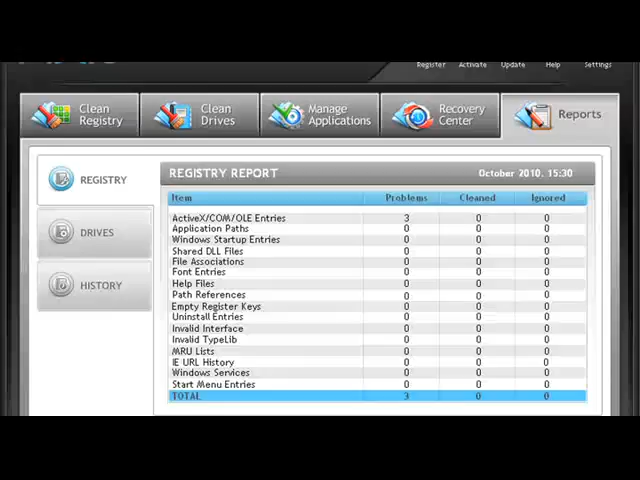 Register Activate Update Help Settings
Clean Registry
Clean Drives
Manage Applications
Recovery Center
Reports
REGISTRY
DRIVES
HISTORY
REGISTRY REPORT October 2010, 15:30
Item Problems Cleaned Ignored
ActiveX/COM/OLE Entries 3 0 0
Application Paths 0 0 0
Windows Startup Entries 0 0 0
Shared DLL Files 0 0 0
File Associations 0 0 0
Font Entries 0 0 0
Help Files 0 0 0
Path References 0 0 0
Empty Register Keys 0 0 0
Uninstall Entries 0 0 0
Invalid Interface 0 0 0
Invalid TypeLib 0 0 0
MRU Lists 0 0 0
IE URL History 0 0 0
Windows Services 0 0 0
Start Menu Entries 0 0 0
TOTAL 3 0 0